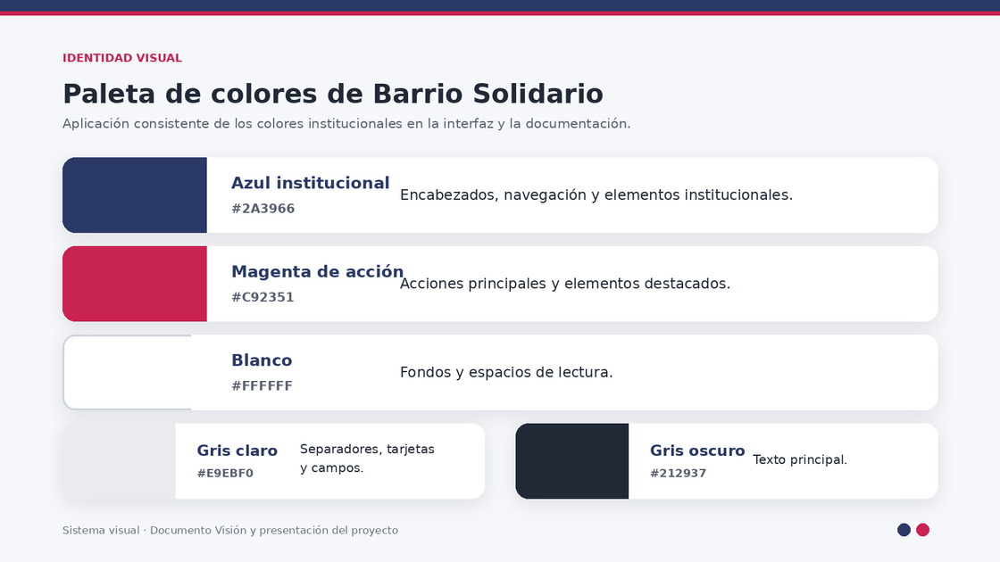 IDENTIDAD VISUAL
Paleta de colores de Barrio Solidario
Aplicación consistente de los colores institucionales en la interfaz y la documentación.
Azul institucional
#2A3966
Encabezados, navegación y elementos institucionales.
Magenta de acción
#C92351
Acciones principales y elementos destacados.
Blanco
#FFFFFF
Fondos y espacios de lectura.
Gris claro
#E9EBF0
Separadores, tarjetas
y campos.
Gris oscuro
#212937
Texto principal.
Sistema visual · Documento Visión y presentación del proyecto